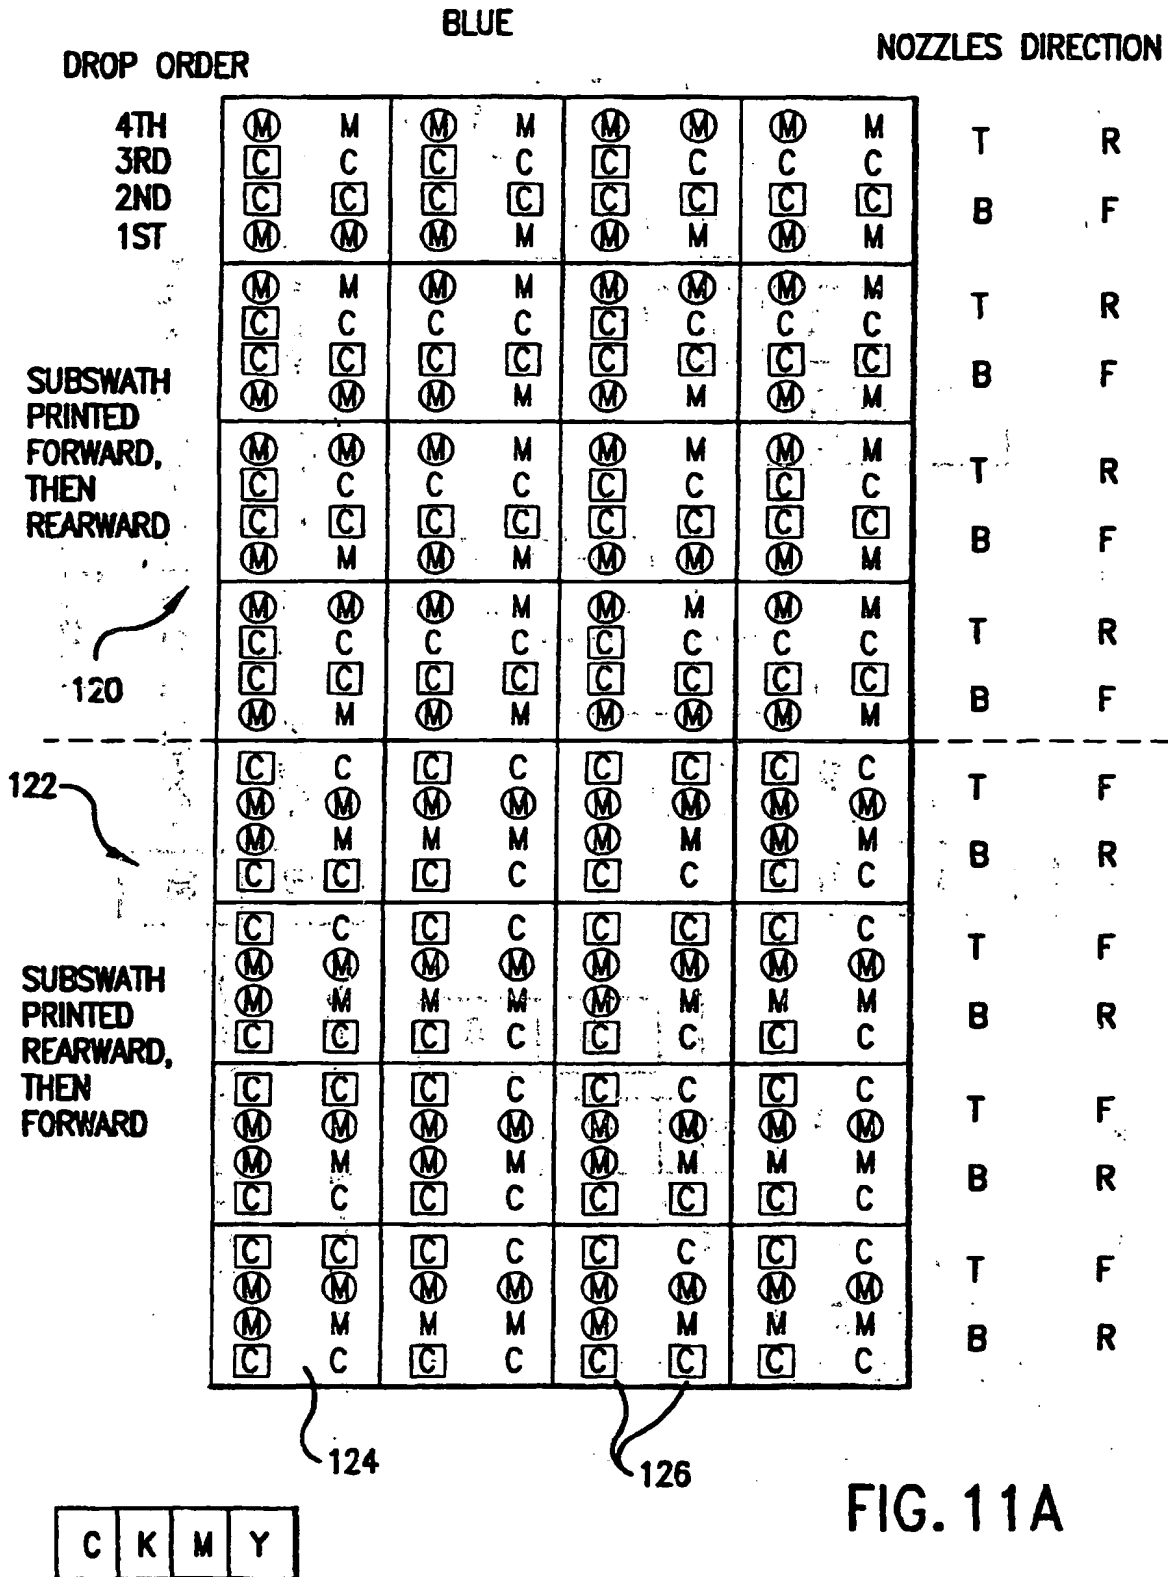 BLUE
DROP ORDER
NOZZLES DIRECTION
4TH M M M M M M M M T R
3RD C C C C C C C C
2ND C C C C C C C C B F
1ST M M M M M M M M
M M M M M M M M T R
C C C C C C C C
C C C C C C C C B F
M M M M M M M M
SUBSWATH
PRINTED
FORWARD,
THEN
REARWARD
M M M M M M M M T R
C C C C C C C C
C C C C C C C C B F
M M M M M M M M
M M M M M M M M T R
C C C C C C C C
C C C C C C C C B F
M M M M M M M M
120
122
C C C C C C C C T F
M M M M M M M M
M M M M M M M M B R
C C C C C C C C
C C C C C C C C T F
M M M M M M M M
M M M M M M M M B R
C C C C C C C C
SUBSWATH
PRINTED
REARWARD,
THEN
FORWARD
C C C C C C C C T F
M M M M M M M M
M M M M M M M M B R
C C C C C C C C
C C C C C C C C T F
M M M M M M M M
M M M M M M M M B R
C C C C C C C C
124
126
C K M Y
FIG. 11A